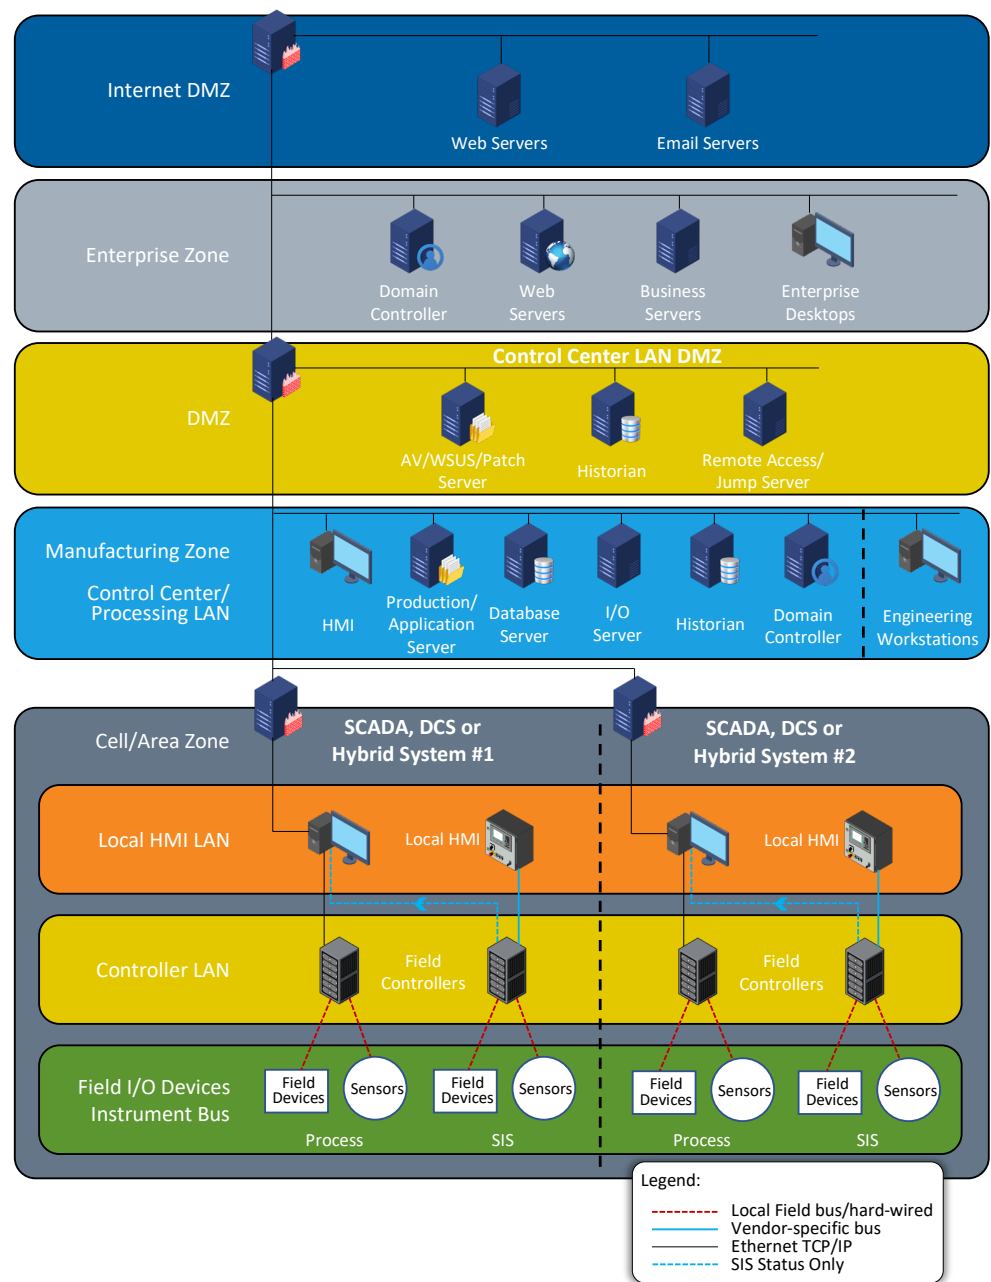 Internet DMZ
Web Servers
Email Servers
Enterprise Zone
Domain
Controller
Web
Servers
Business
Servers
Enterprise
Desktops
Control Center LAN DMZ
DMZ
AV/WSUS/Patch
Server
Historian
Remote Access/
Jump Server
Manufacturing Zone
Control Center/
Processing LAN
HMI
Production/
Application
Server
Database
Server
I/O
Server
Historian
Domain
Controller
Engineering
Workstations
Cell/Area Zone
SCADA, DCS or
Hybrid System #1
SCADA, DCS or
Hybrid System #2
Local HMI LAN
Local HMI
Local HMI
Controller LAN
Field
Controllers
Field
Controllers
Field I/O Devices
Instrument Bus
Field
Devices
Sensors
Field
Devices
Sensors
Field
Devices
Sensors
Field
Devices
Sensors
Process
SIS
Process
SIS
Legend:
Local Field bus/hard-wired
Vendor-specific bus
Ethernet TCP/IP
SIS Status Only